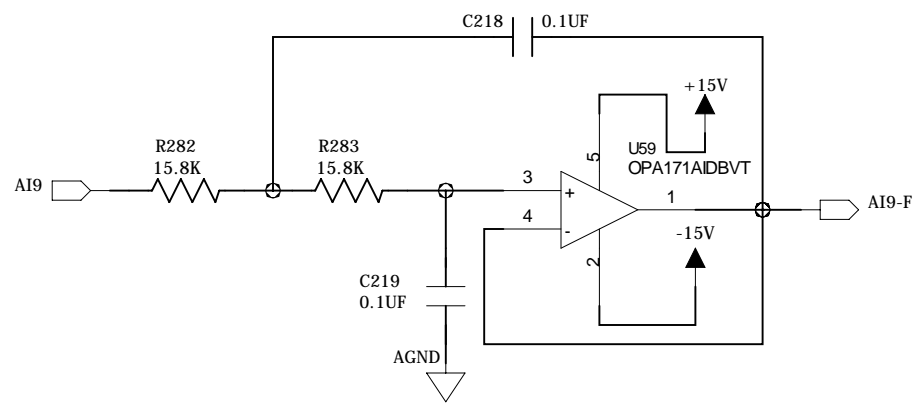 C218 0.1UF
+15V
R282
15.8K
R283
15.8K
U59
OPA171AIDBVT
5
AI9
3
+
1
AI9-F
4
-
-15V
2
C219
0.1UF
AGND